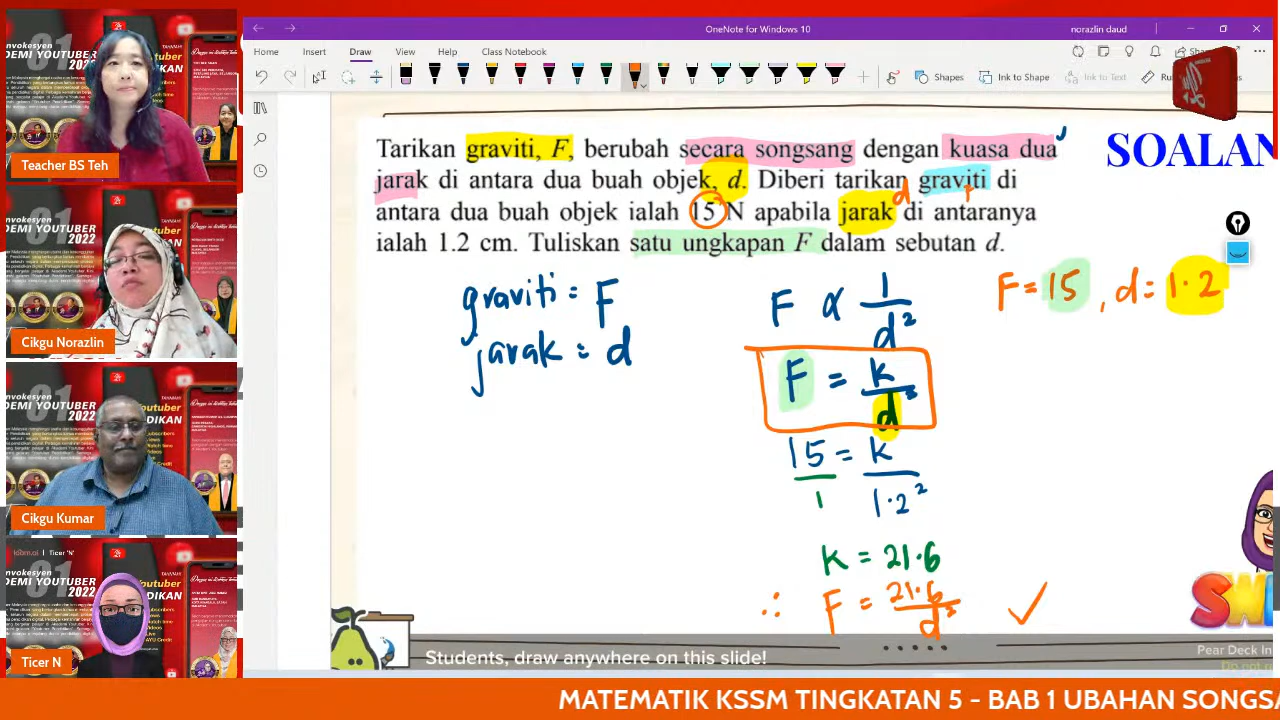 OneNote for Windows 10
norazlin daud
Home Insert Draw View Help Class Notebook
Share
Shapes
Ink to Shape
Ink to Text
Teacher BS Teh
Cikgu Norazlin
Cikgu Kumar
Ticer N
Tarikan graviti, F, berubah secara songsang dengan kuasa dua
jarak di antara dua buah objek, d. Diberi tarikan graviti di
antara dua buah objek ialah 15 N apabila jarak di antaranya
ialah 1.2 cm. Tuliskan satu ungkapan F dalam sebutan d.
SOALAN
graviti = F
jarak = d
F ∝ 1/d²
F = 15, d = 1.2
F = k/d²
15/1 = k/1.2²
k = 21.6
∴ F = 21.6/d²
Students, draw anywhere on this slide!
Pear Deck In
MATEMATIK KSSM TINGKATAN 5 - BAB 1 UBAHAN SONGSA